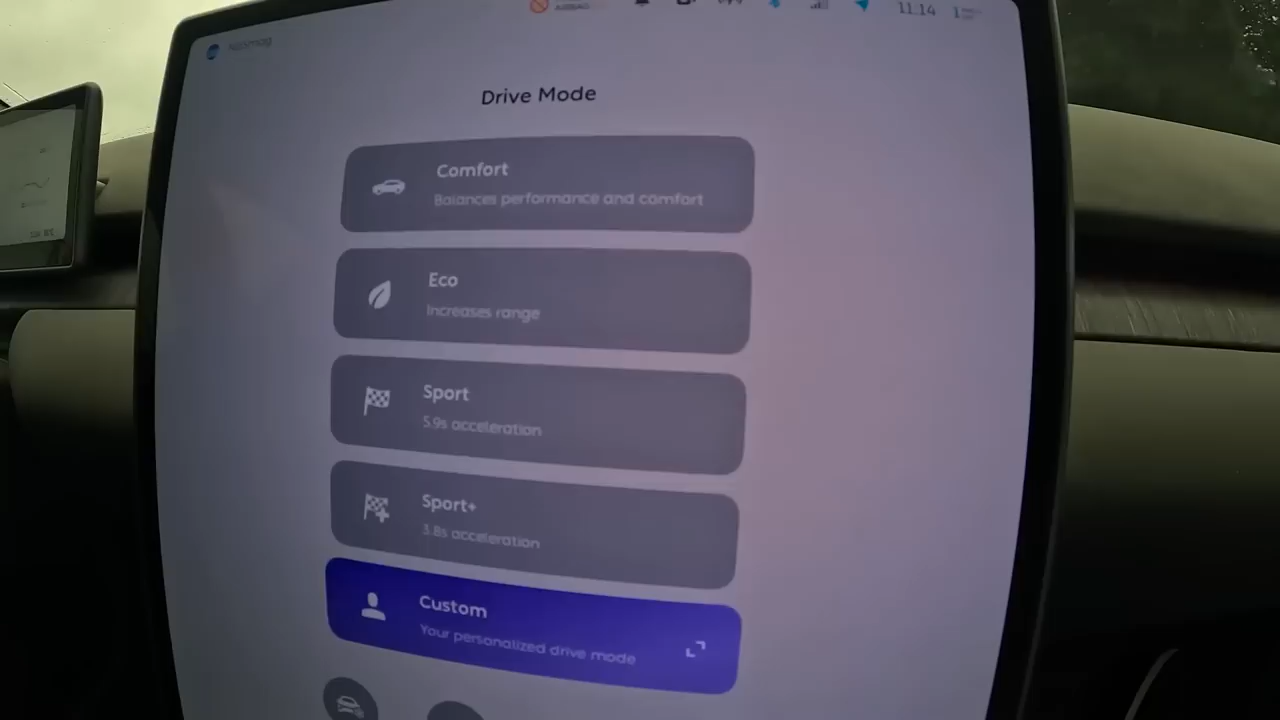 11.14
Drive Mode
Comfort
Balances performance and comfort
Eco
Increases range
Sport
5.9s acceleration
Sport+
3.8s acceleration
Custom
Your personalized drive mode